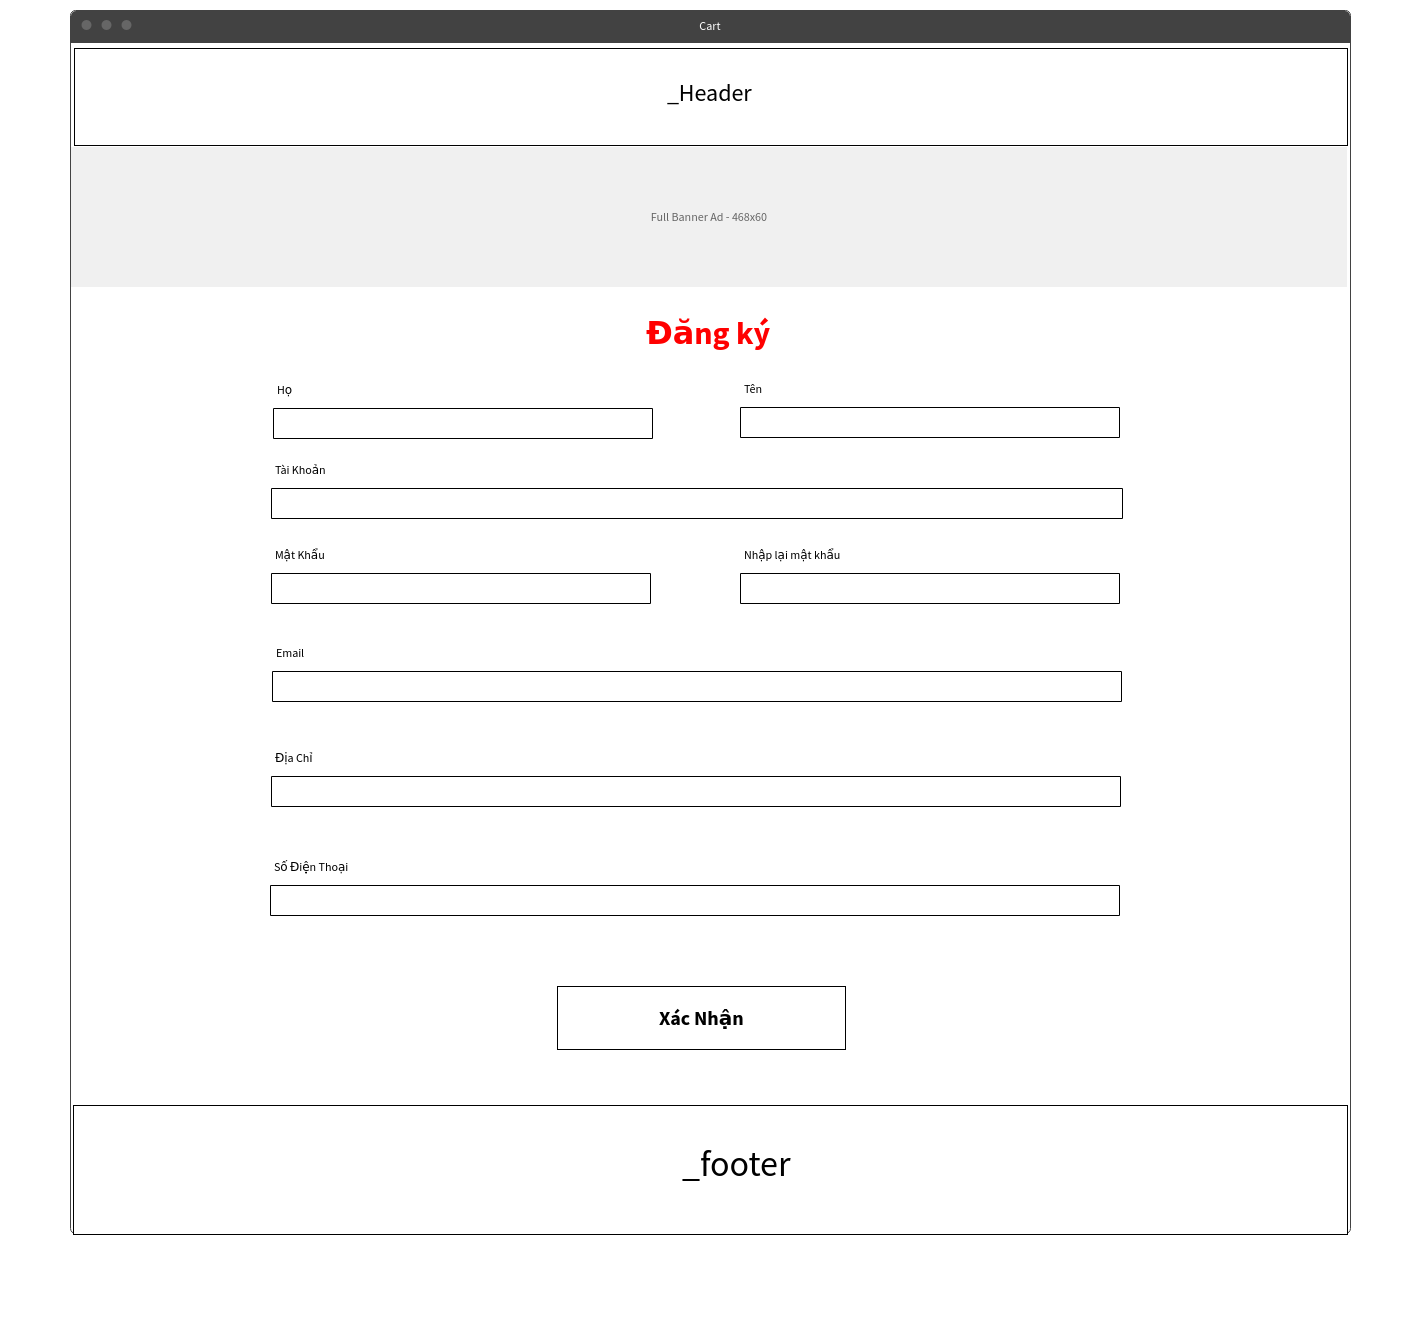 Cart
_Header
Full Banner Ad - 468x60
Đăng ký
Họ
Tên
Tài Khoản
Mật Khẩu
Nhập lại mật khẩu
Email
Địa Chỉ
Số Điện Thoại
Xác Nhận
_footer